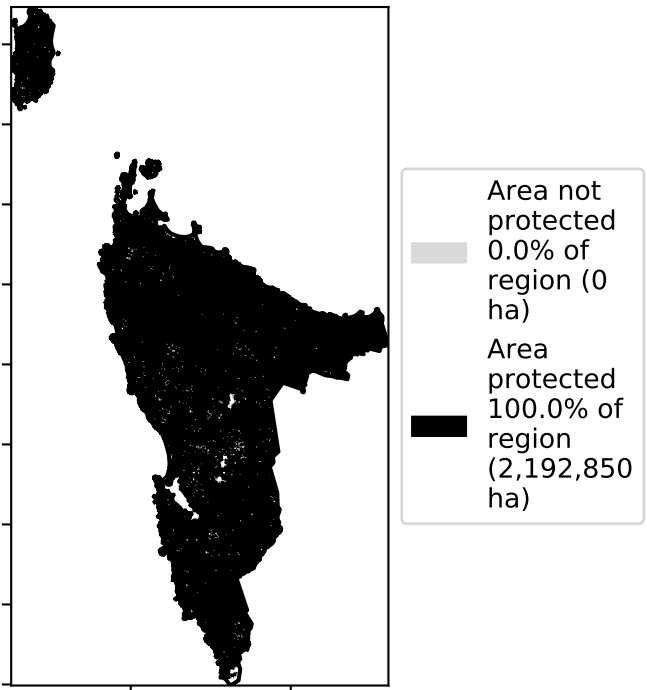 Area not
protected
0.0% of
region (0
ha)
Area
protected
100.0% of
region
(2,192,850
ha)